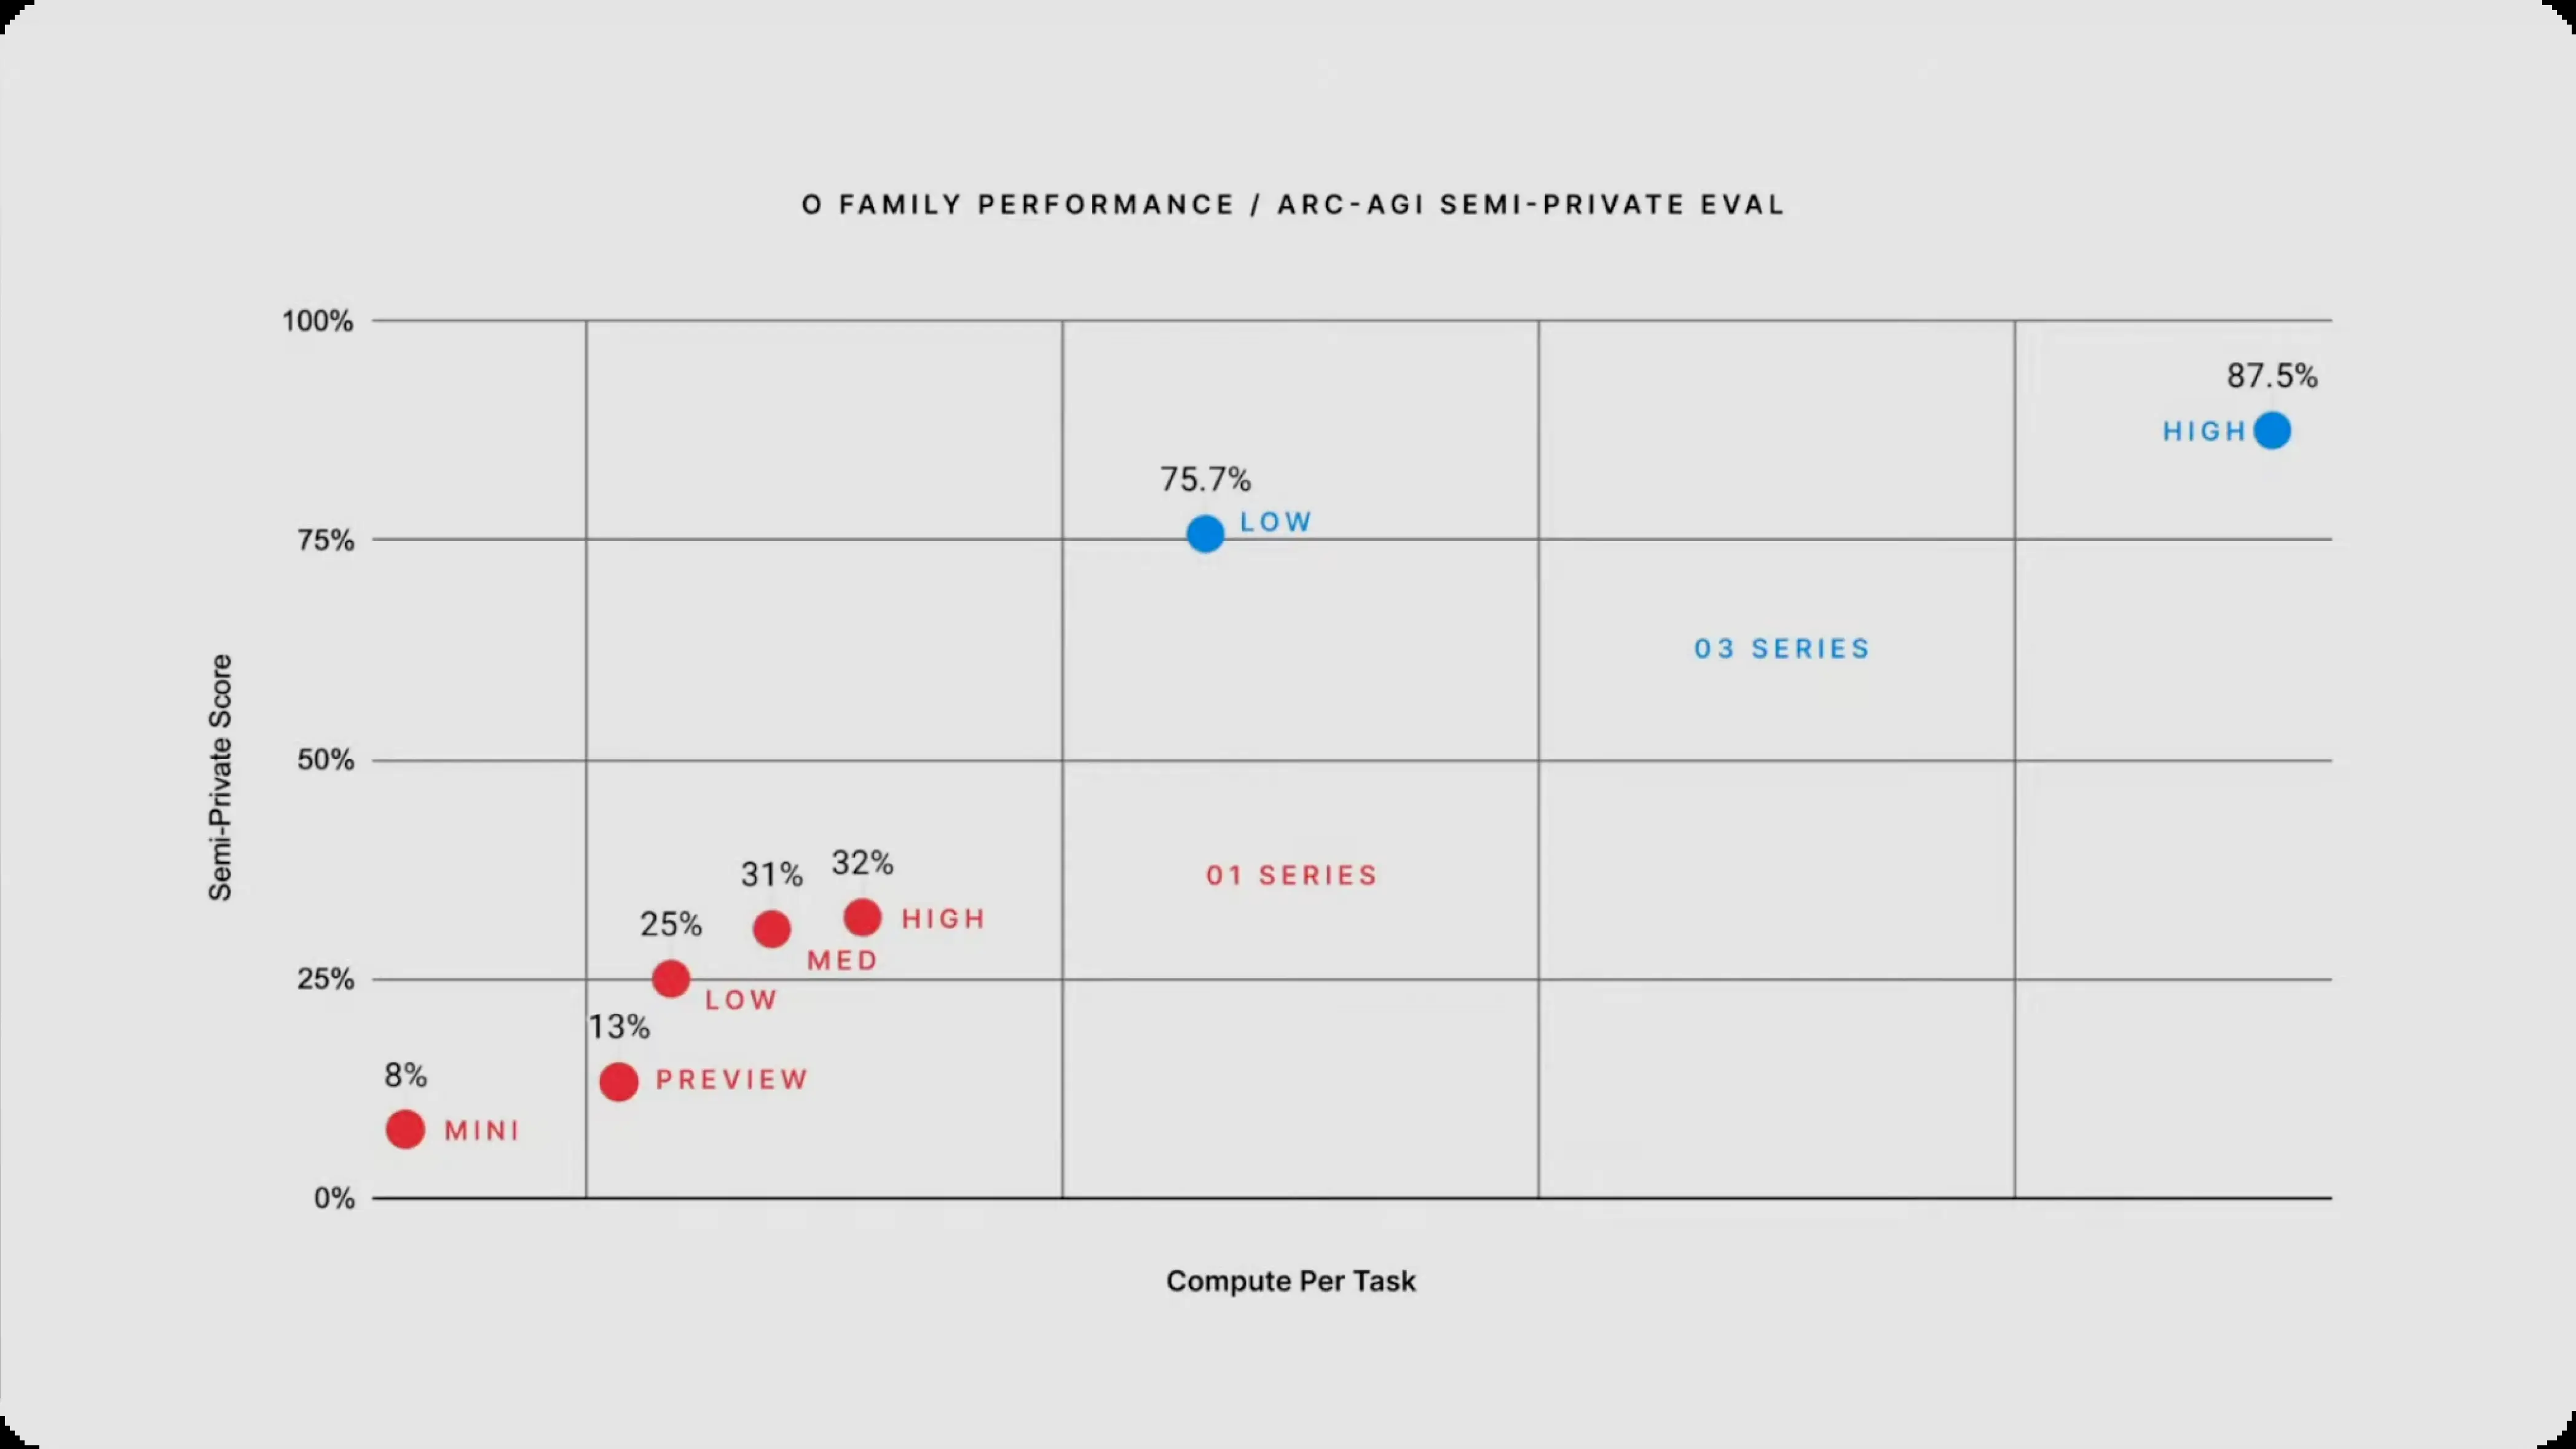 O FAMILY PERFORMANCE / ARC-AGI SEMI-PRIVATE EVAL
100%
87.5%
HIGH
75.7%
LOW
75%
03 SERIES
Semi-Private Score
50%
31%
32%
01 SERIES
25%
HIGH
MED
25%
LOW
13%
8%
PREVIEW
MINI
0%
Compute Per Task